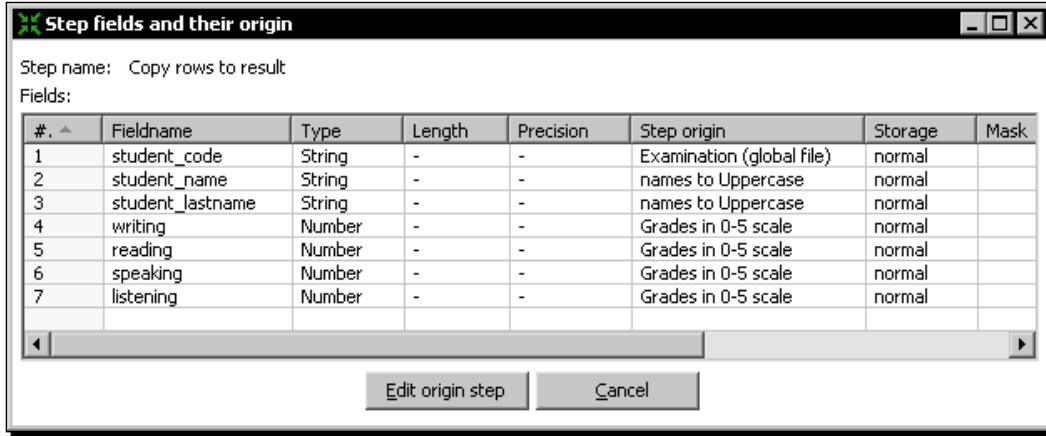 Step fields and their origin
Step name: Copy rows to result
Fields:
#. Fieldname Type Length Precision Step origin Storage Mask
1 student_code String - - Examination (global file) normal
2 student_name String - - names to Uppercase normal
3 student_lastname String - - names to Uppercase normal
4 writing Number - - Grades in 0-5 scale normal
5 reading Number - - Grades in 0-5 scale normal
6 speaking Number - - Grades in 0-5 scale normal
7 listening Number - - Grades in 0-5 scale normal
Edit origin step Cancel